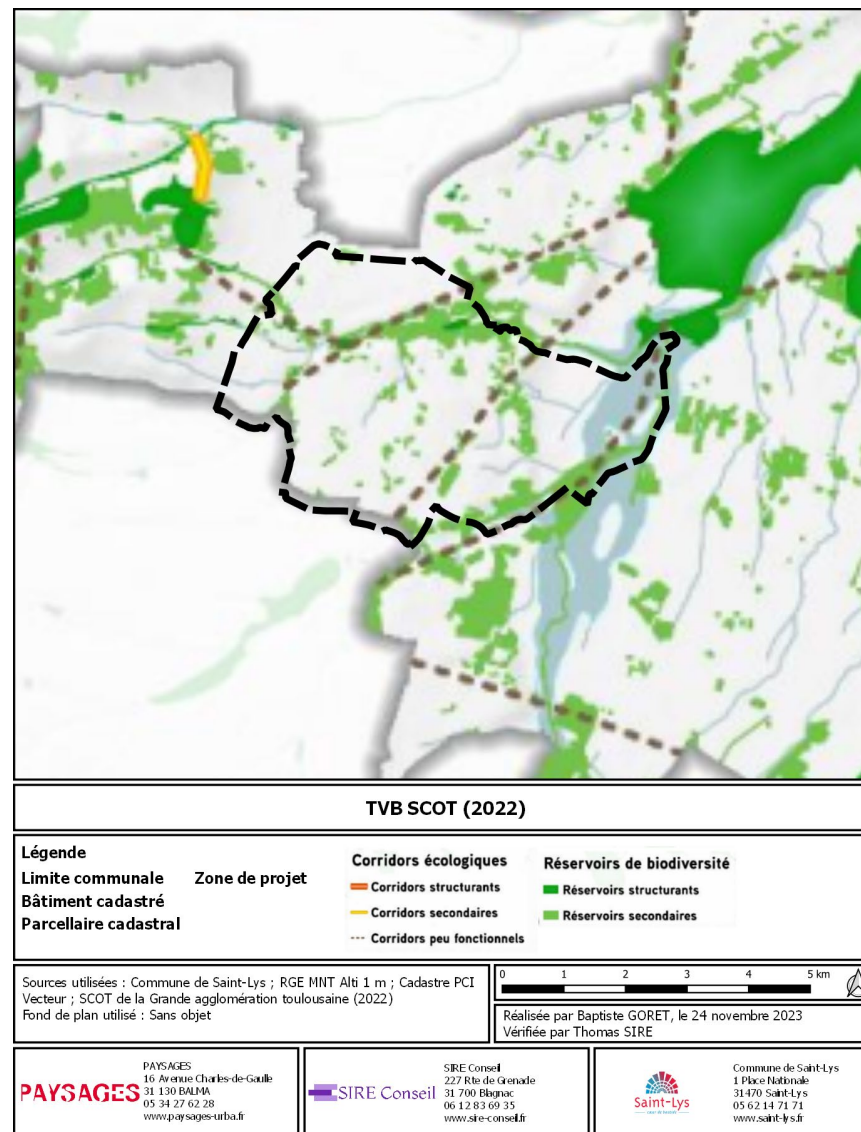 TVB SCOT (2022)
Légende
Limite communale Zone de projet
Bâtiment cadastré
Parcellaire cadastral
Corridors écologiques
Corridors structurants
Corridors secondaires
Corridors peu fonctionnels
Réservoirs de biodiversité
Réservoirs structurants
Réservoirs secondaires
Sources utilisées : Commune de Saint-Lys ; RGE MNT Alti 1 m ; Cadastre PCI
Vecteur ; SCOT de la Grande agglomération toulousaine (2022)
Fond de plan utilisé : Sans objet
0 1 2 3 4 5 km
Réalisée par Baptiste GORET, le 24 novembre 2023
Vérifiée par Thomas SIRE
PAYSAGES
PAYSAGES
16 Avenue Charles-de-Gaulle
31 130 BALMA
05 34 27 62 28
www.paysages-urba.fr
SIRE Conseil
SIRE Conseil
227 Rte de Grenade
31 700 Blagnac
06 12 83 69 35
www.sire-conseil.fr
Saint-Lys
Commune de Saint-Lys
1 Place Nationale
31470 Saint-Lys
05 62 14 71 71
www.saint-lys.fr